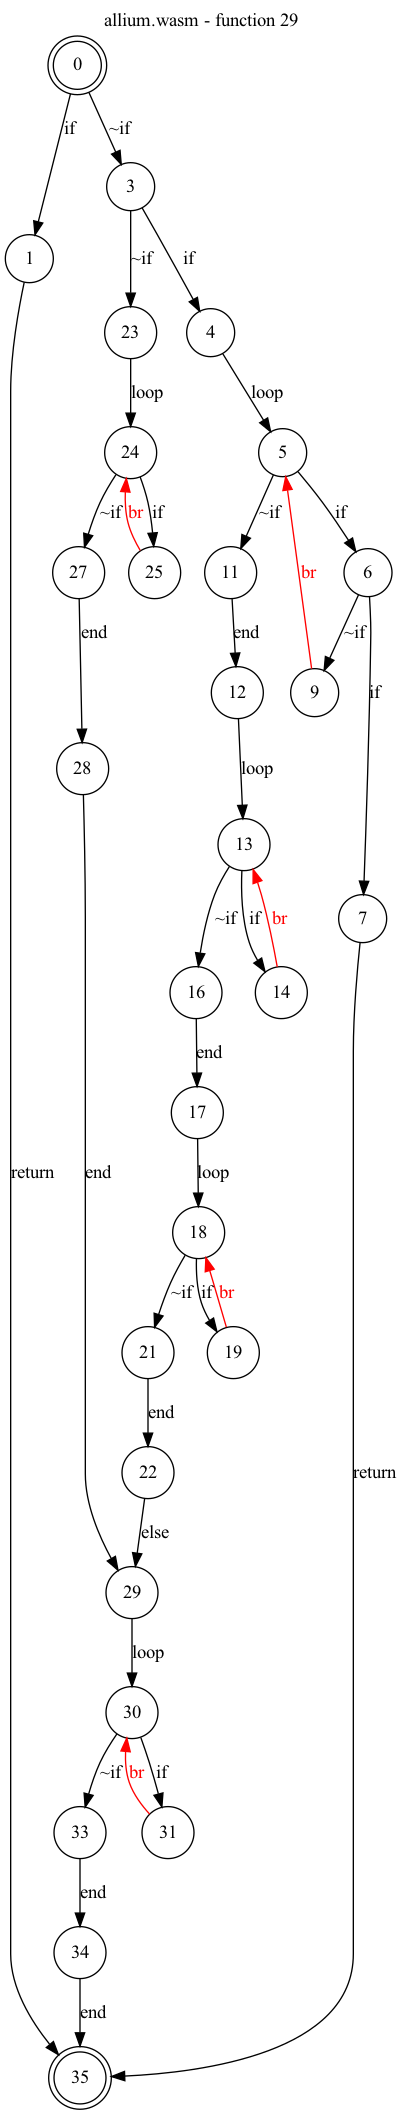 allium.wasm - function 29
0
if
~if
3
1
~if
if
23
4
loop
loop
24
5
~if
br
if
~if
if
27
25
11
br
6
end
end
~if
if
12
9
28
loop
13
7
~if
if
br
16
14
end
17
return
end
loop
18
~if
if
br
21
19
end
22
return
else
29
loop
30
~if
br
if
33
31
end
34
end
35